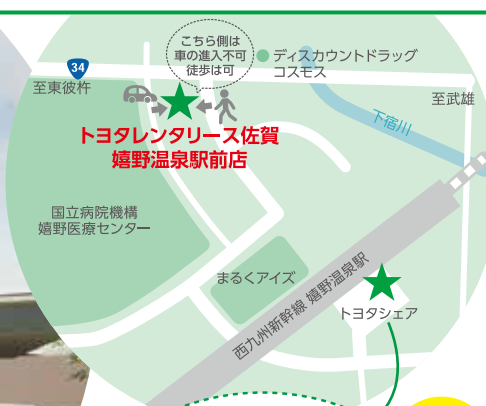 こちら側は
車の進入不可
徒歩は可
34
ディスカウントドラッグ
コスモス
至東彼杵
至武雄
下宿川
トヨタレンタリース佐賀
嬉野温泉駅前店
国立病院機構
嬉野医療センター
まるくアイズ
西九州新幹線 嬉野温泉駅
トヨタシェア